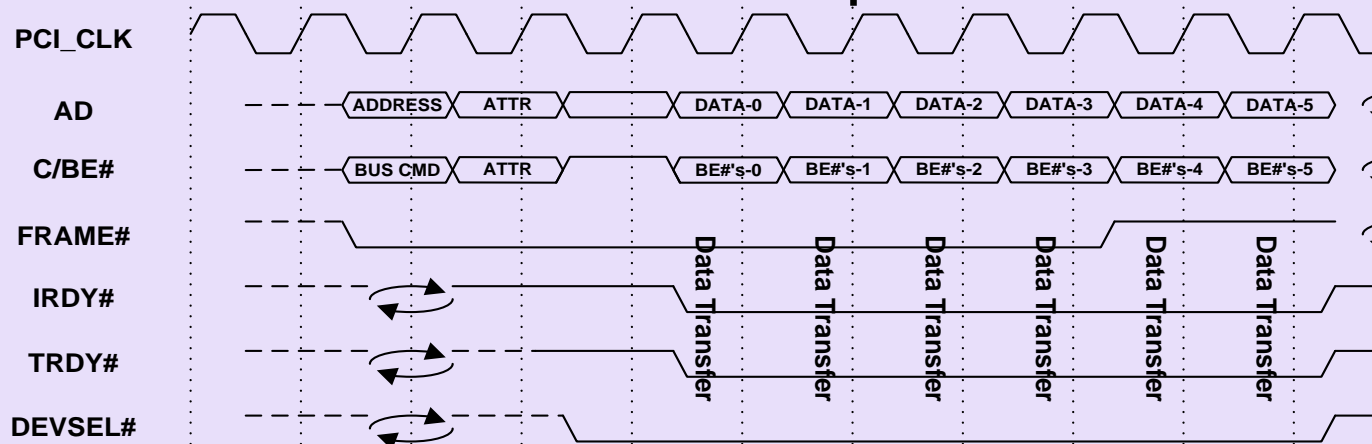 PCI_CLK
AD
ADDRESS ATTR DATA-0 DATA-1 DATA-2 DATA-3 DATA-4 DATA-5
C/BE#
BUS CMD ATTR BE#'s-0 BE#'s-1 BE#'s-2 BE#'s-3 BE#'s-4 BE#'s-5
FRAME#
IRDY#
TRDY#
DEVSEL#
Data Transfer
Data Transfer
Data Transfer
Data Transfer
Data Transfer
Data Transfer